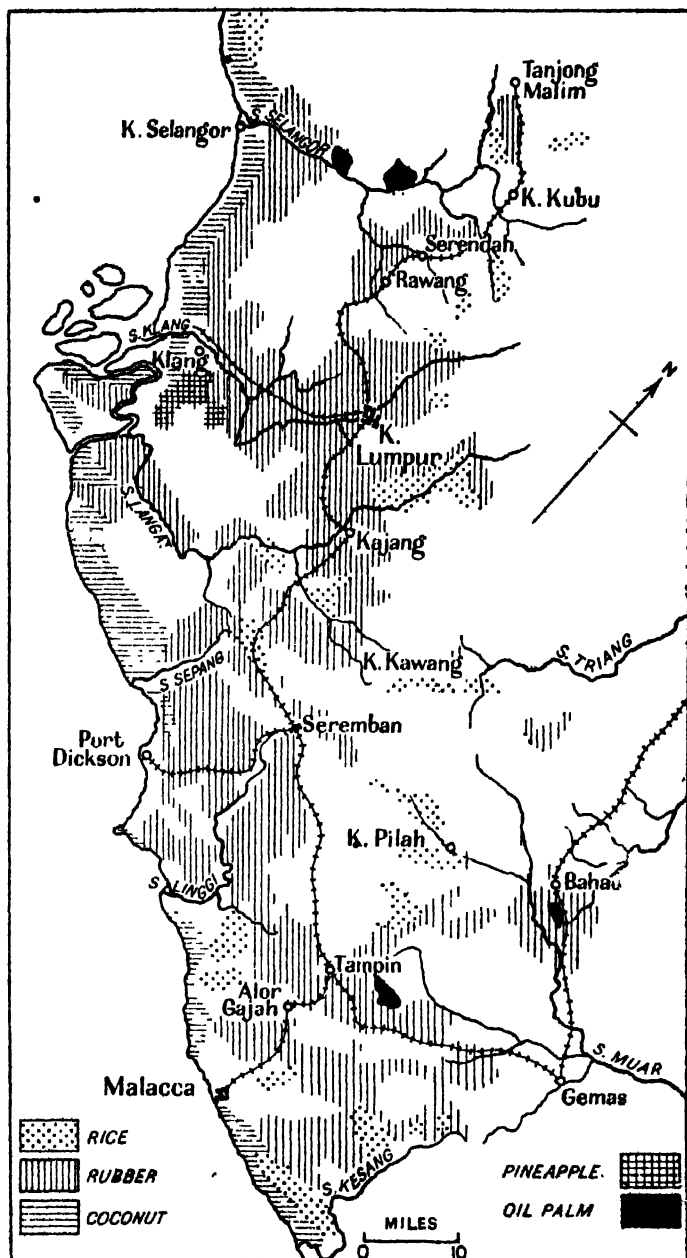 Tanjong
Malim
K. Selangor
S. SELANGOR
K. Kubu
Serendah
Rawang
S. KLANG
Klang
N
K.
Lumpur
S. LANGAT
Kajang
K. Kawang
S. TRIANG
S. SEPANG
Seremban
Port
Dickson
K. Pilah
Bahau
S. LINGGI
Tampin
Alor
Gajah
S. MUAR
Malacca
Gemas
RICE
RUBBER
COCONUT
S. KESANG
PINEAPPLE.
OIL PALM
MILES
0 10